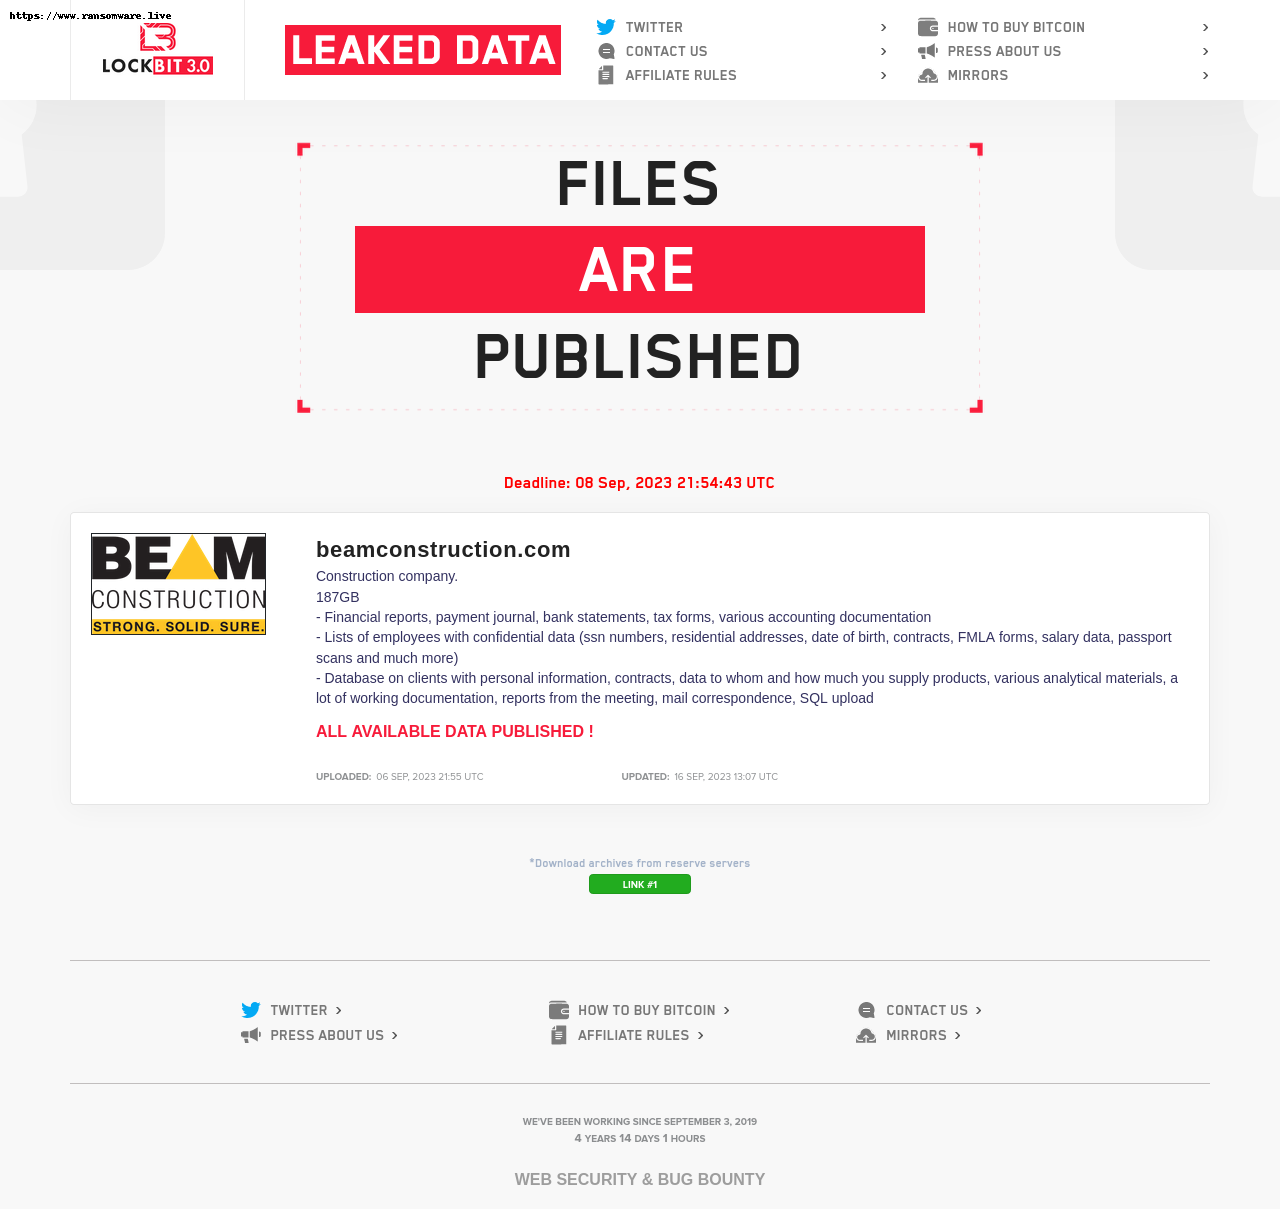 https://www.ransomware.live
LOCKBIT 3.0
LEAKED DATA
TWITTER
CONTACT US
AFFILIATE RULES
HOW TO BUY BITCOIN
PRESS ABOUT US
MIRRORS
FILES
ARE
PUBLISHED
Deadline: 08 Sep, 2023 21:54:43 UTC
BEAM
CONSTRUCTION
STRONG. SOLID. SURE.
beamconstruction.com
Construction company.
187GB
- Financial reports, payment journal, bank statements, tax forms, various accounting documentation
- Lists of employees with confidential data (ssn numbers, residential addresses, date of birth, contracts, FMLA forms, salary data, passport
scans and much more)
- Database on clients with personal information, contracts, data to whom and how much you supply products, various analytical materials, a
lot of working documentation, reports from the meeting, mail correspondence, SQL upload
ALL AVAILABLE DATA PUBLISHED !
UPLOADED: 06 SEP, 2023 21:55 UTC UPDATED: 16 SEP, 2023 13:07 UTC
*Download archives from reserve servers
LINK #1
TWITTER HOW TO BUY BITCOIN CONTACT US
PRESS ABOUT US AFFILIATE RULES MIRRORS
WE'VE BEEN WORKING SINCE SEPTEMBER 3, 2019
4 YEARS 14 DAYS 1 HOURS
WEB SECURITY & BUG BOUNTY